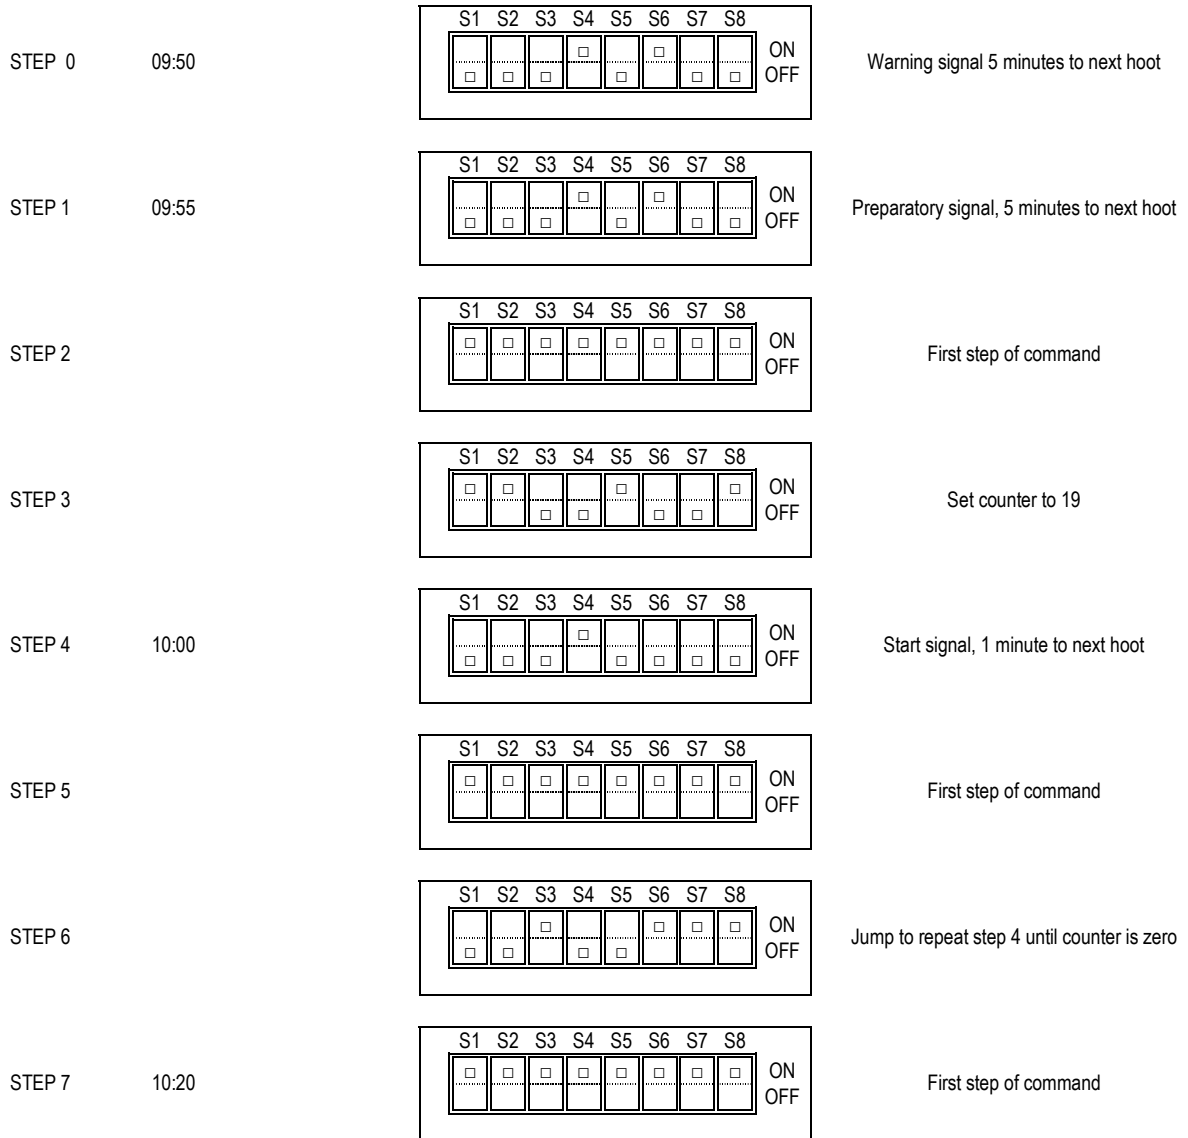 S1 S2 S3 S4 S5 S6 S7 S8
STEP 0 09:50 ON Warning signal 5 minutes to next hoot
OFF
S1 S2 S3 S4 S5 S6 S7 S8
STEP 1 09:55 ON Preparatory signal, 5 minutes to next hoot
OFF
S1 S2 S3 S4 S5 S6 S7 S8
STEP 2 ON First step of command
OFF
S1 S2 S3 S4 S5 S6 S7 S8
STEP 3 ON Set counter to 19
OFF
S1 S2 S3 S4 S5 S6 S7 S8
STEP 4 10:00 ON Start signal, 1 minute to next hoot
OFF
S1 S2 S3 S4 S5 S6 S7 S8
STEP 5 ON First step of command
OFF
S1 S2 S3 S4 S5 S6 S7 S8
STEP 6 ON Jump to repeat step 4 until counter is zero
OFF
S1 S2 S3 S4 S5 S6 S7 S8
STEP 7 10:20 ON First step of command
OFF